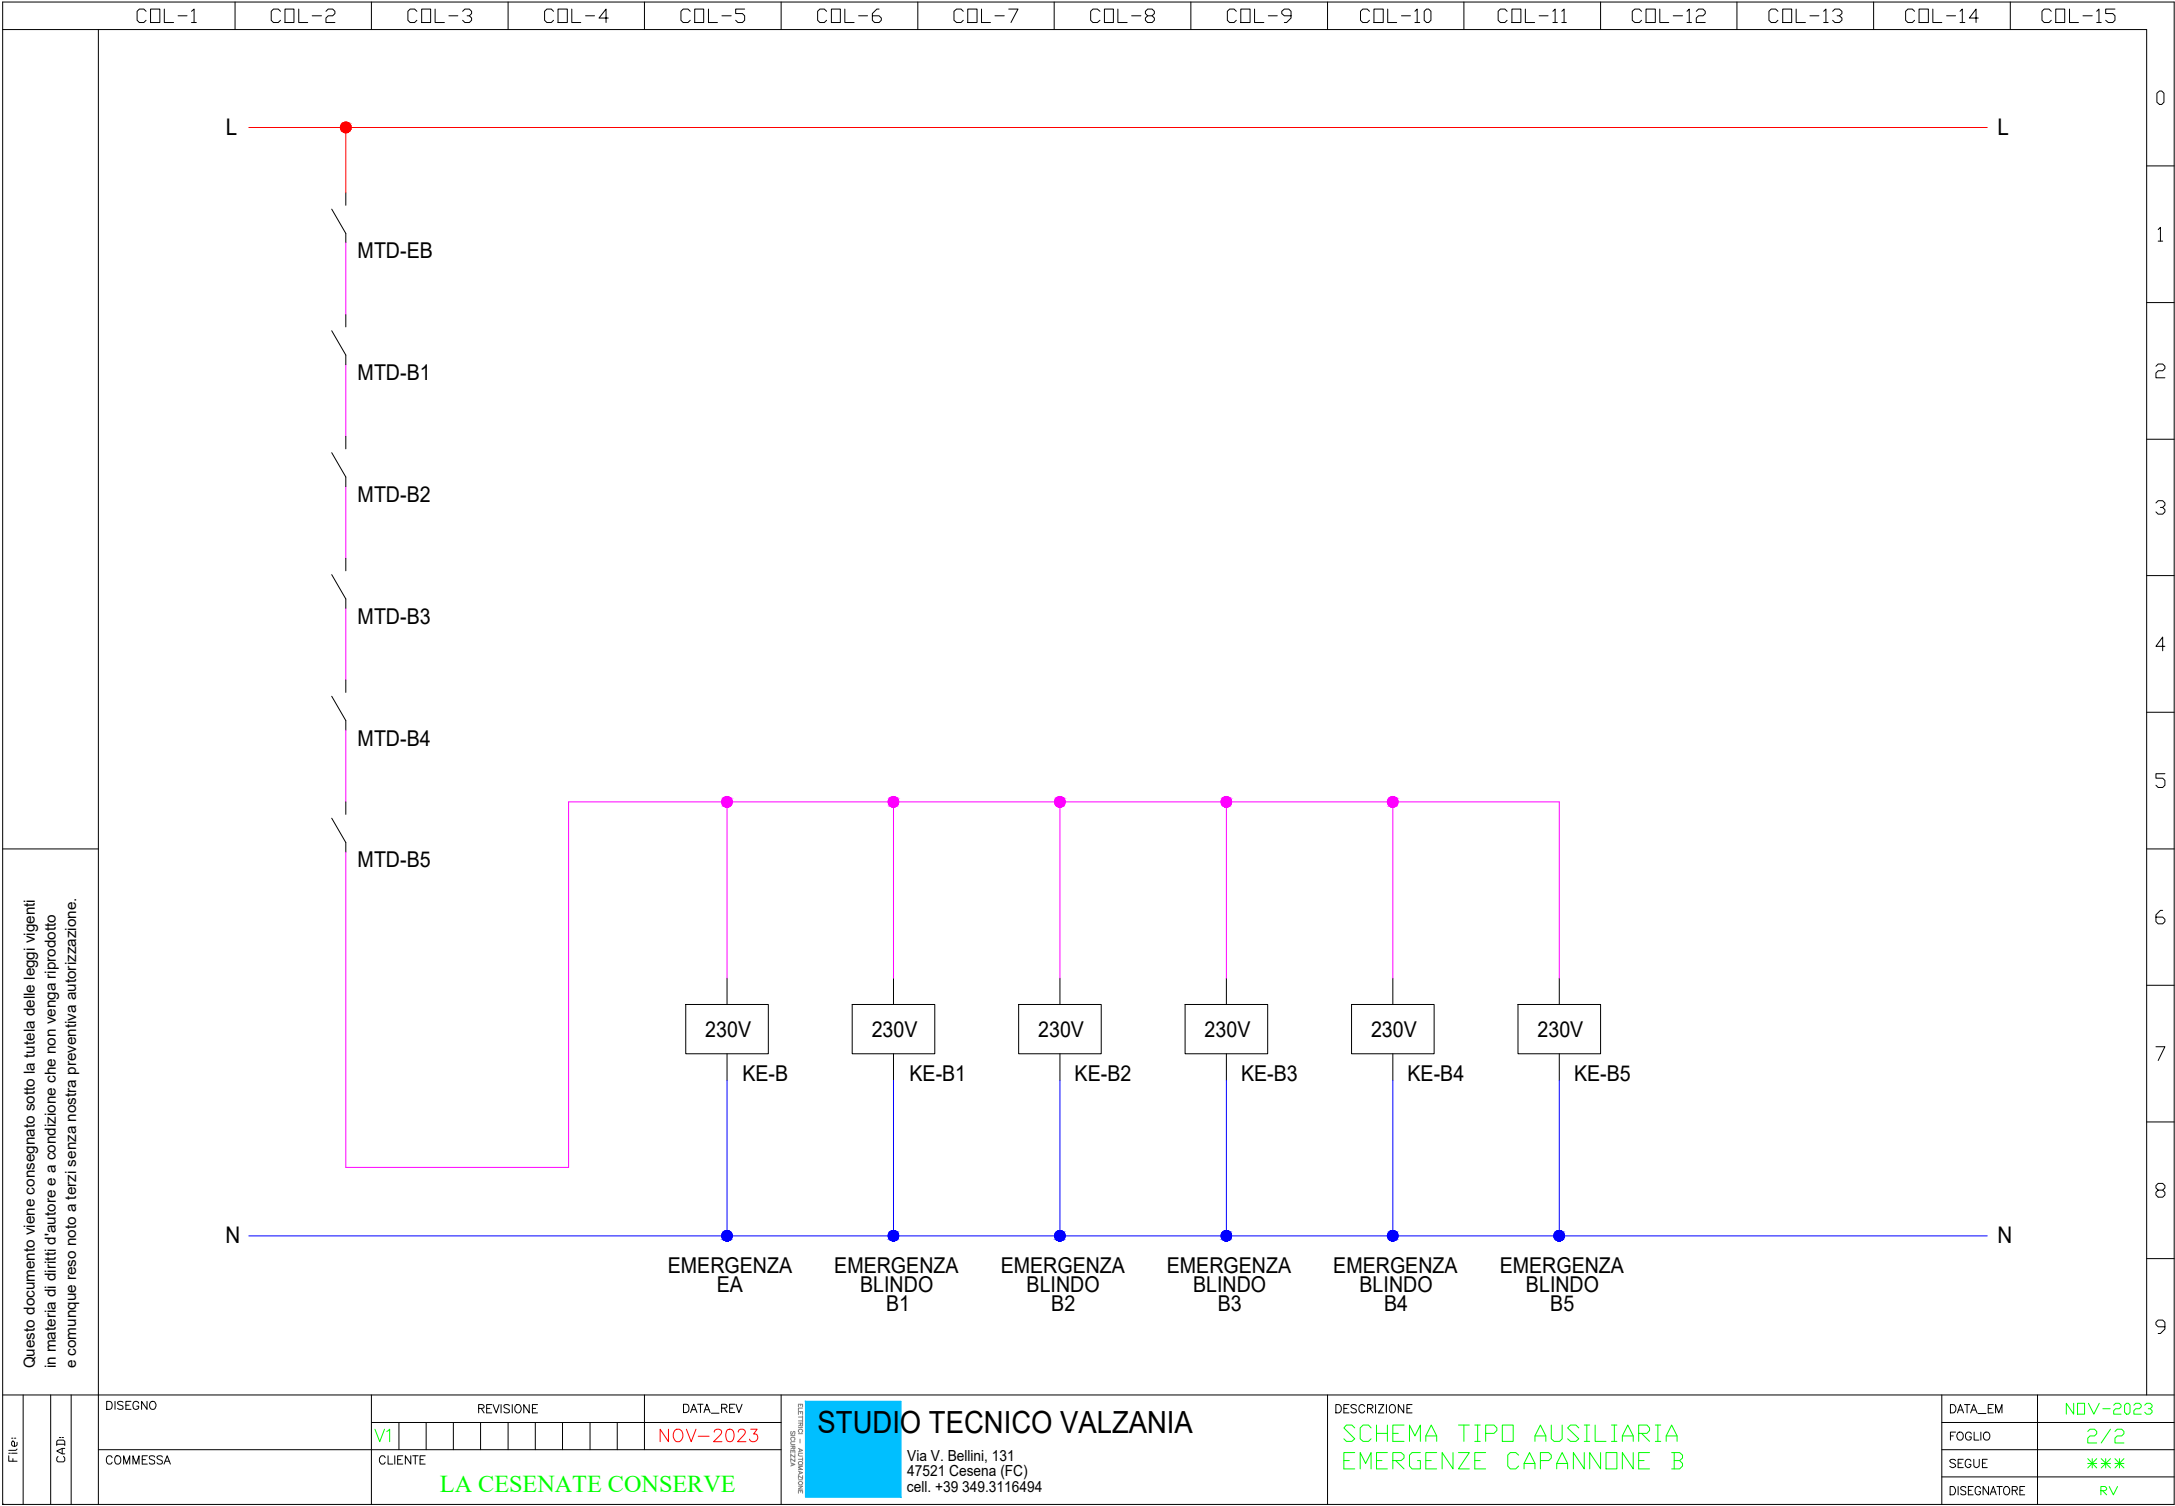 COL-1 COL-2 COL-3 COL-4 COL-5 COL-6 COL-7 COL-8 COL-9 COL-10 COL-11 COL-12 COL-13 COL-14 COL-15
0
L L
1
MTD-EB
2
MTD-B1
3
MTD-B2
4
MTD-B3
5
MTD-B4
6
MTD-B5
7
230V 230V 230V 230V 230V 230V
KE-B KE-B1 KE-B2 KE-B3 KE-B4 KE-B5
8
N N
EMERGENZA EA
EMERGENZA BLINDO B1
EMERGENZA BLINDO B2
EMERGENZA BLINDO B3
EMERGENZA BLINDO B4
EMERGENZA BLINDO B5
9
Questo documento viene consegnato sotto la tutela delle leggi vigenti
in materia di diritti d'autore e a condizione che non venga riprodotto
e comunque reso noto a terzi senza nostra preventiva autorizzazione.
File:
CAD:
DISEGNO
COMMESSA
REVISIONE
V1
DATA_REV
NOV-2023
CLIENTE
LA CESENATE CONSERVE
ELETTRICI - AUTOMAZIONE
SICUREZZA
STUDIO TECNICO VALZANIA
Via V. Bellini, 131
47521 Cesena (FC)
cell. +39 349.3116494
DESCRIZIONE
SCHEMA TIPO AUSILIARIA
EMERGENZE CAPANNONE B
DATA_EM NOV-2023
FOGLIO 2/2
SEGUE ***
DISEGNATORE RV